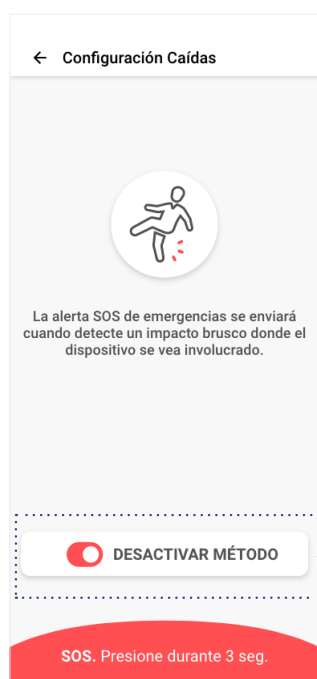 Configuración Caídas
La alerta SOS de emergencias se enviará
cuando detecte un impacto brusco donde el
dispositivo se vea involucrado.
DESACTIVAR MÉTODO
SOS. Presione durante 3 seg.